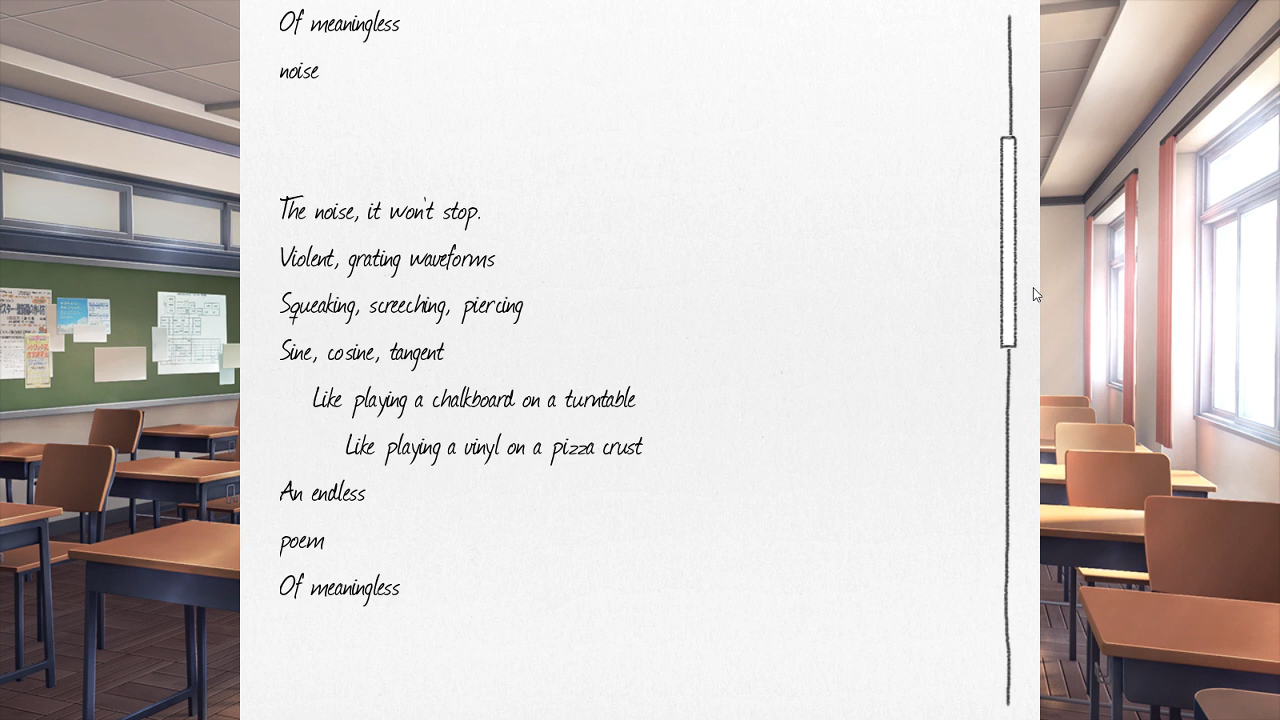 Of meaningless
noise
The noise, it won't stop.
Violent, grating waveforms
Squeaking, screeching, piercing
Sine, cosine, tangent
Like playing a chalkboard on a turntable
Like playing a vinyl on a pizza crust
An endless
poem
Of meaningless